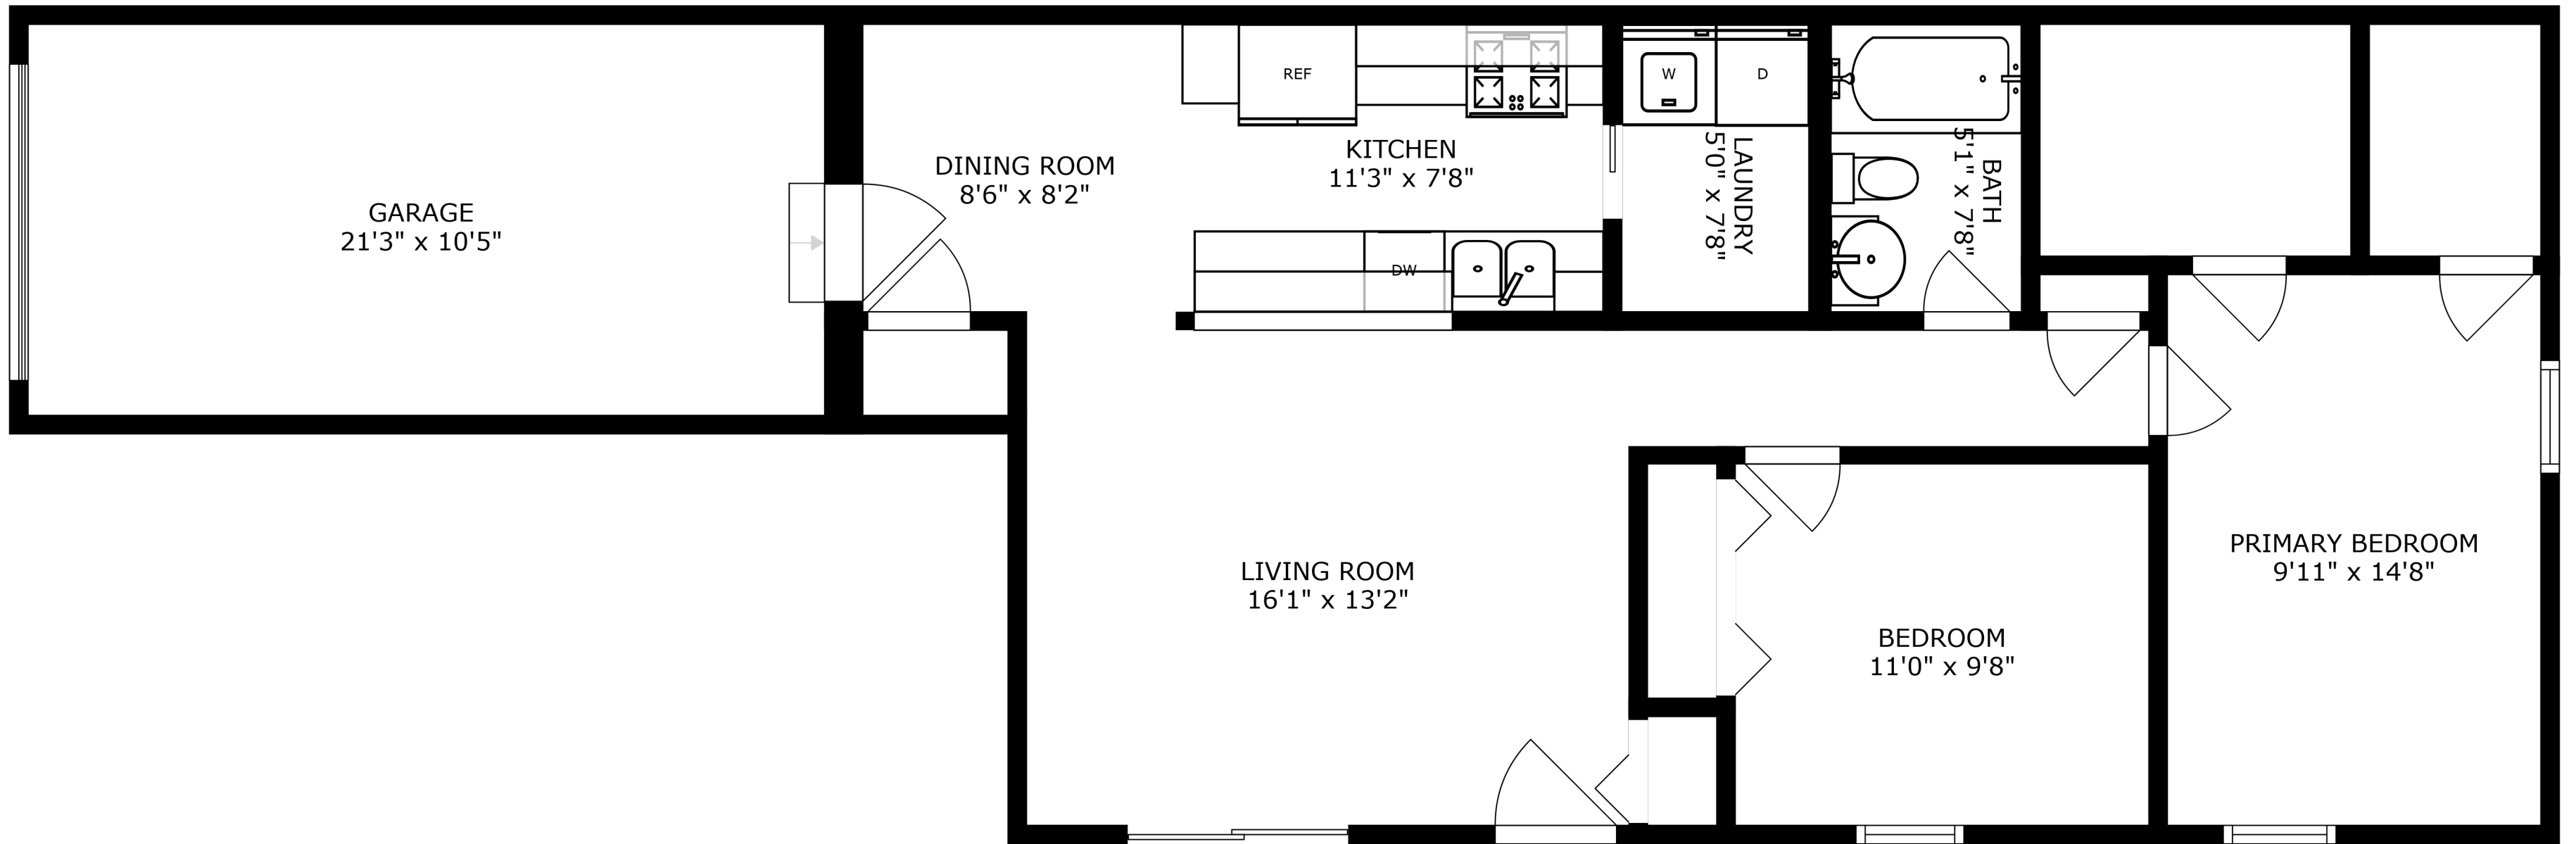 REF
W
D
KITCHEN
11'3" x 7'8"
DINING ROOM
8'6" x 8'2"
LAUNDRY
5'0" x 7'8"
BATH
5'1" x 7'8"
GARAGE
21'3" x 10'5"
DW
PRIMARY BEDROOM
9'11" x 14'8"
LIVING ROOM
16'1" x 13'2"
BEDROOM
11'0" x 9'8"